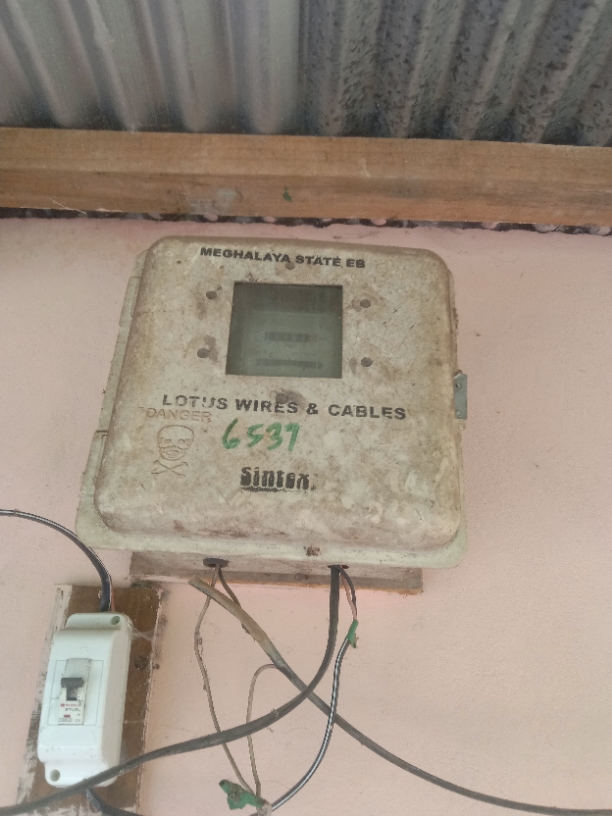 MEGHALAYA STATE EB
LOTUS WIRES & CABLES
DANGER
6537
Sintex